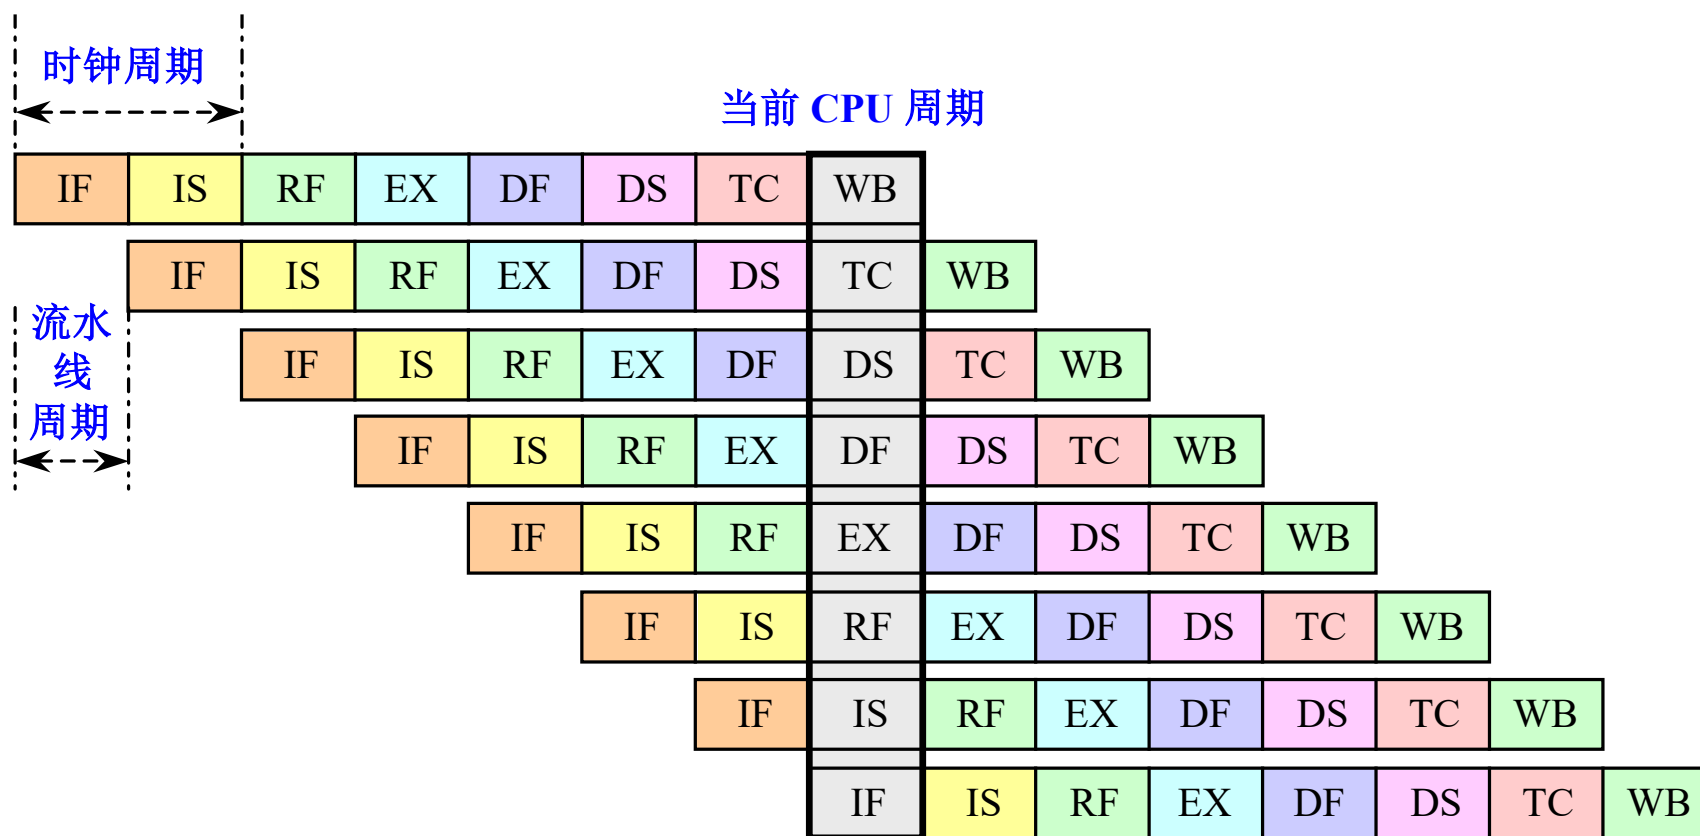 时钟周期
当前 CPU 周期
IF IS RF EX DF DS TC WB
IF IS RF EX DF DS TC WB
流水
线
周期
IF IS RF EX DF DS TC WB
IF IS RF EX DF DS TC WB
IF IS RF EX DF DS TC WB
IF IS RF EX DF DS TC WB
IF IS RF EX DF DS TC WB
IF IS RF EX DF DS TC WB